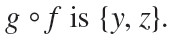 g ∘ f is {y, z}.